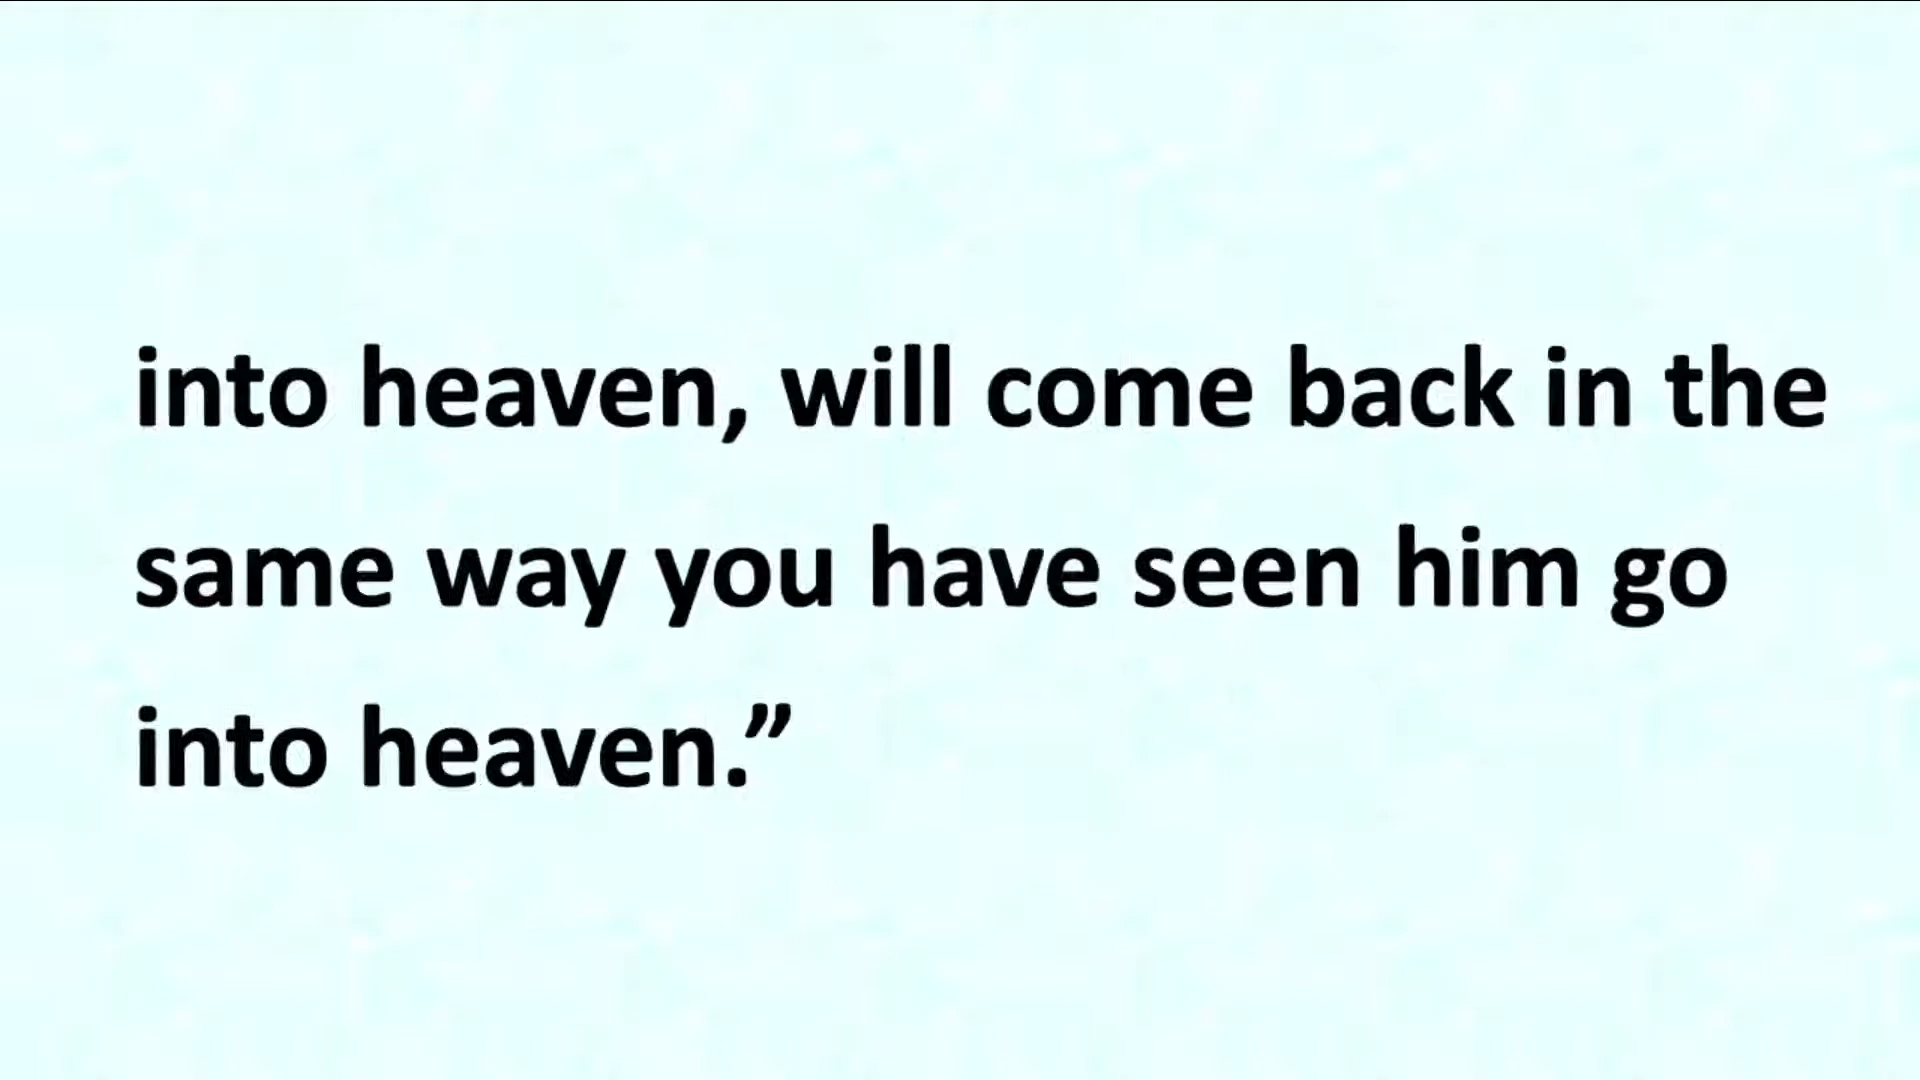 into heaven, will come back in the
same way you have seen him go
into heaven.”